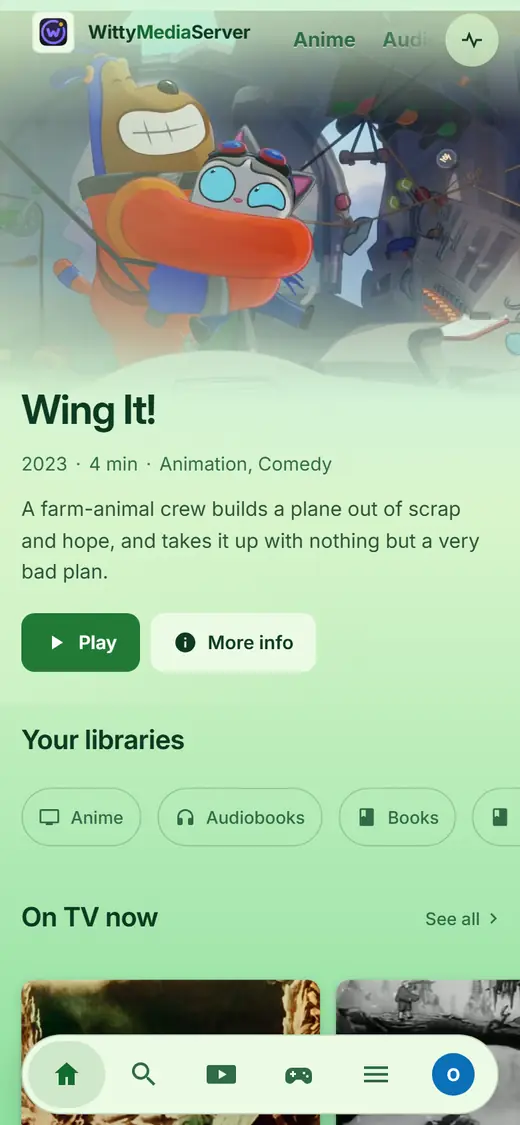 WittyMediaServer
Anime
Wing It!
2023 · 4 min · Animation, Comedy
A farm-animal crew builds a plane out of scrap
and hope, and takes it up with nothing but a very
bad plan.
Play
More info
Your libraries
Anime
Audiobooks
Books
On TV now
See all
O